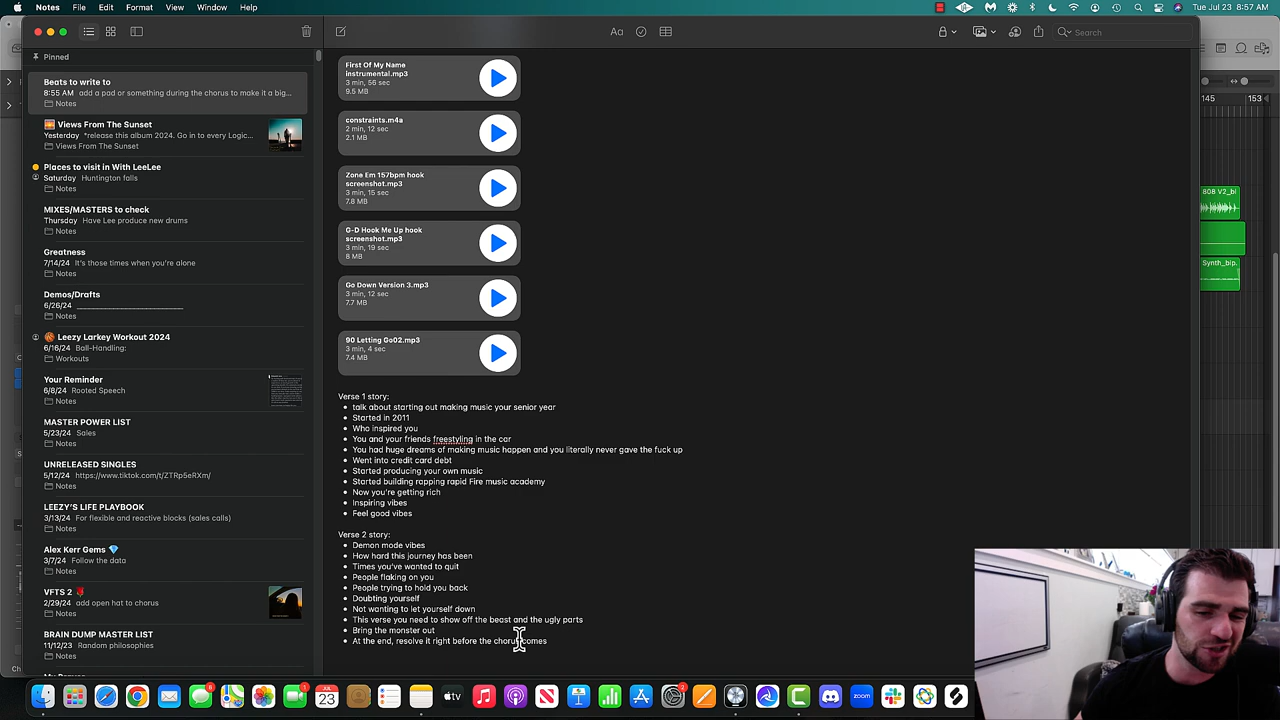 Notes File Edit Format View Window Help Tue Jul 23 8:57 AM
Search
Pinned
Beats to write to
8:55 AM add a pad or something during the chorus to make it a big...
Notes
🌅 Views From The Sunset
Yesterday *release this album 2024. Go in to every Logic...
Views From The Sunset
Places to visit in With LeeLee
Saturday Huntington falls
Notes
MIXES/MASTERS to check
Thursday Have Lee produce new drums
Notes
Greatness
7/14/24 It's those times when you're alone
Notes
Demos/Drafts
6/26/24 ______________________
Notes
🏀 Leezy Larkey Workout 2024
6/16/24 Ball-Handling:
Workouts
Your Reminder
6/8/24 Rooted Speech
Notes
MASTER POWER LIST
5/23/24 Sales
Notes
UNRELEASED SINGLES
5/12/24 https://www.tiktok.com/t/ZTRp5eRXm/
Notes
LEEZY'S LIFE PLAYBOOK
3/13/24 For flexible and reactive blocks (sales calls)
Notes
Alex Kerr Gems 💎
3/7/24 Follow the data
Notes
VFTS 2 🌹
2/29/24 add open hat to chorus
Notes
BRAIN DUMP MASTER LIST
11/12/23 Random philosophies
Notes
First Of My Name
instrumental.mp3
3 min, 56 sec
9.5 MB
constraints.m4a
2 min, 12 sec
2.1 MB
Zone Em 157bpm hook
screenshot.mp3
3 min, 15 sec
7.8 MB
G-D Hook Me Up hook
screenshot.mp3
3 min, 19 sec
8 MB
Go Down Version 3.mp3
3 min, 12 sec
7.7 MB
90 Letting Go02.mp3
3 min, 4 sec
7.4 MB
Verse 1 story:
• talk about starting out making music your senior year
• Started in 2011
• Who inspired you
• You and your friends freestyling in the car
• You had huge dreams of making music happen and you literally never gave the fuck up
• Went into credit card debt
• Started producing your own music
• Started building rapping rapid Fire music academy
• Now you're getting rich
• Inspiring vibes
• Feel good vibes
Verse 2 story:
• Demon mode vibes
• How hard this journey has been
• Times you've wanted to quit
• People flaking on you
• People trying to hold you back
• Doubting yourself
• Not wanting to let yourself down
• This verse you need to show off the beast and the ugly parts
• Bring the monster out
• At the end, resolve it right before the chorus comes
145 153
808 V2_bi
Synth_bip.
JUL
23
tv
zoom